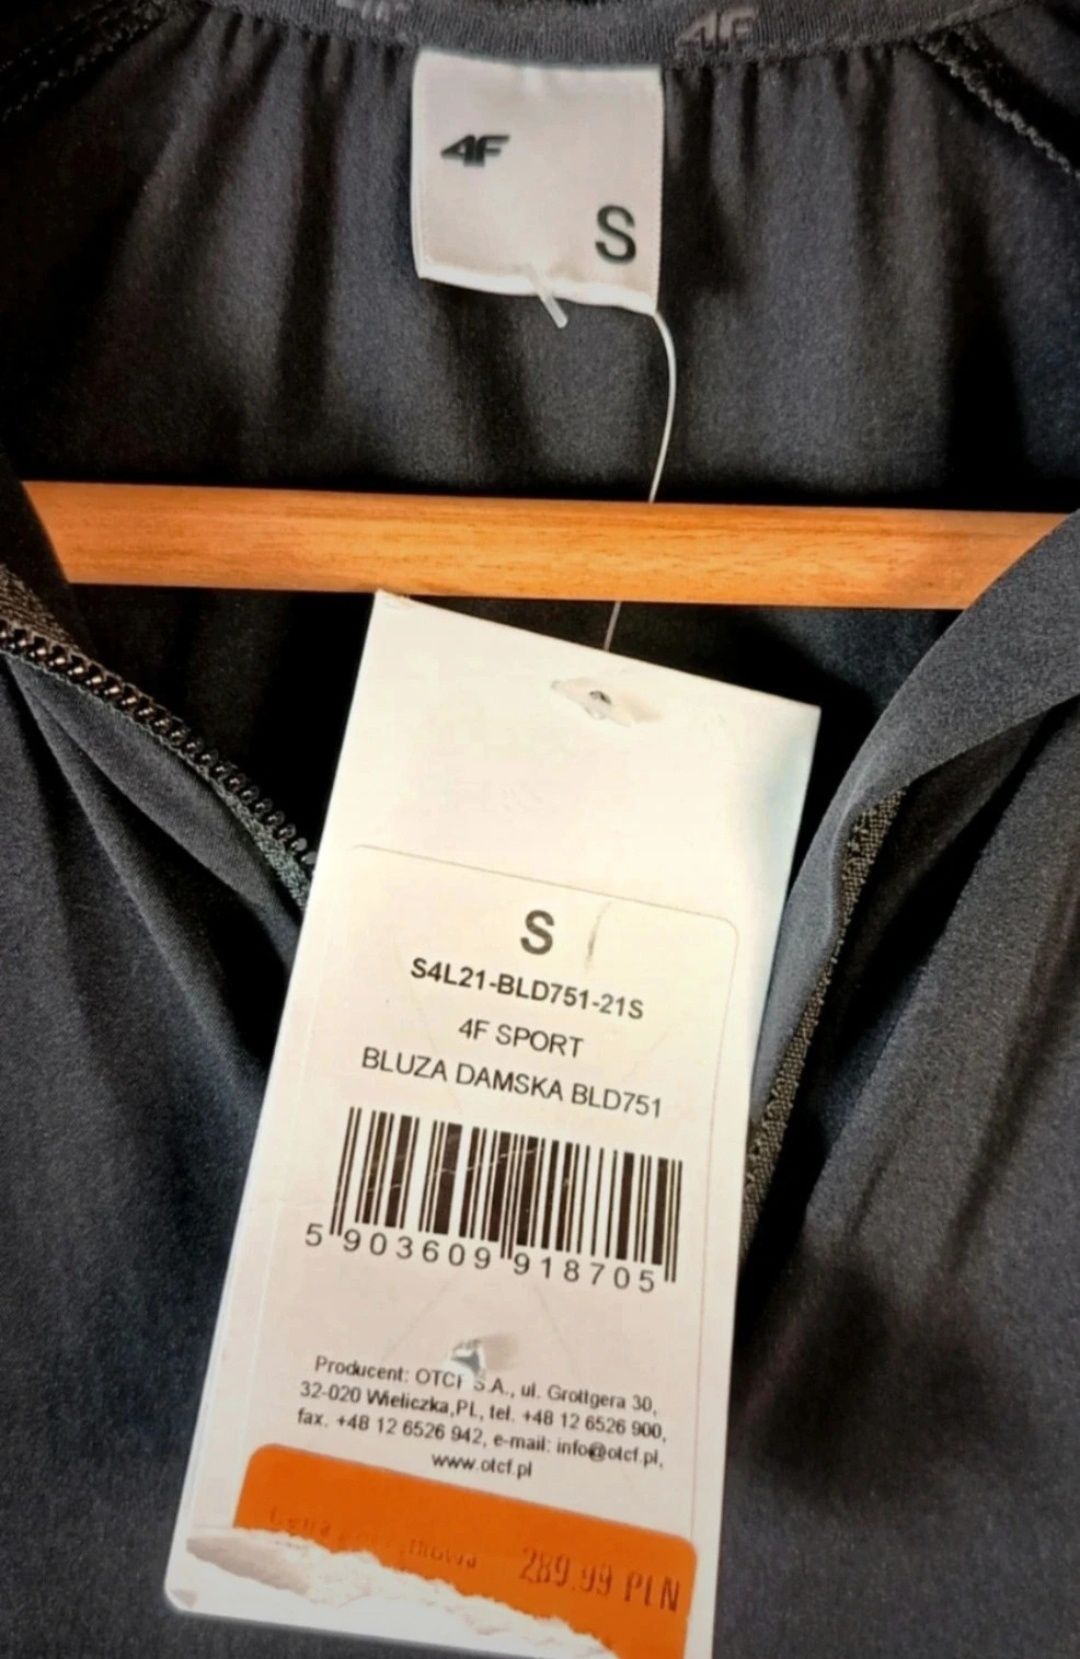 4F
4F
S
S
S4L21-BLD751-21S
4F SPORT
BLUZA DAMSKA BLD751
5 903609 918705
Producent: OTCF S.A., ul. Grottgera 30,
32-020 Wieliczka,PL, tel. +48 12 6526 900,
fax. +48 12 6526 942, e-mail: info@otcf.pl,
www.otcf.pl
289.99 PLN